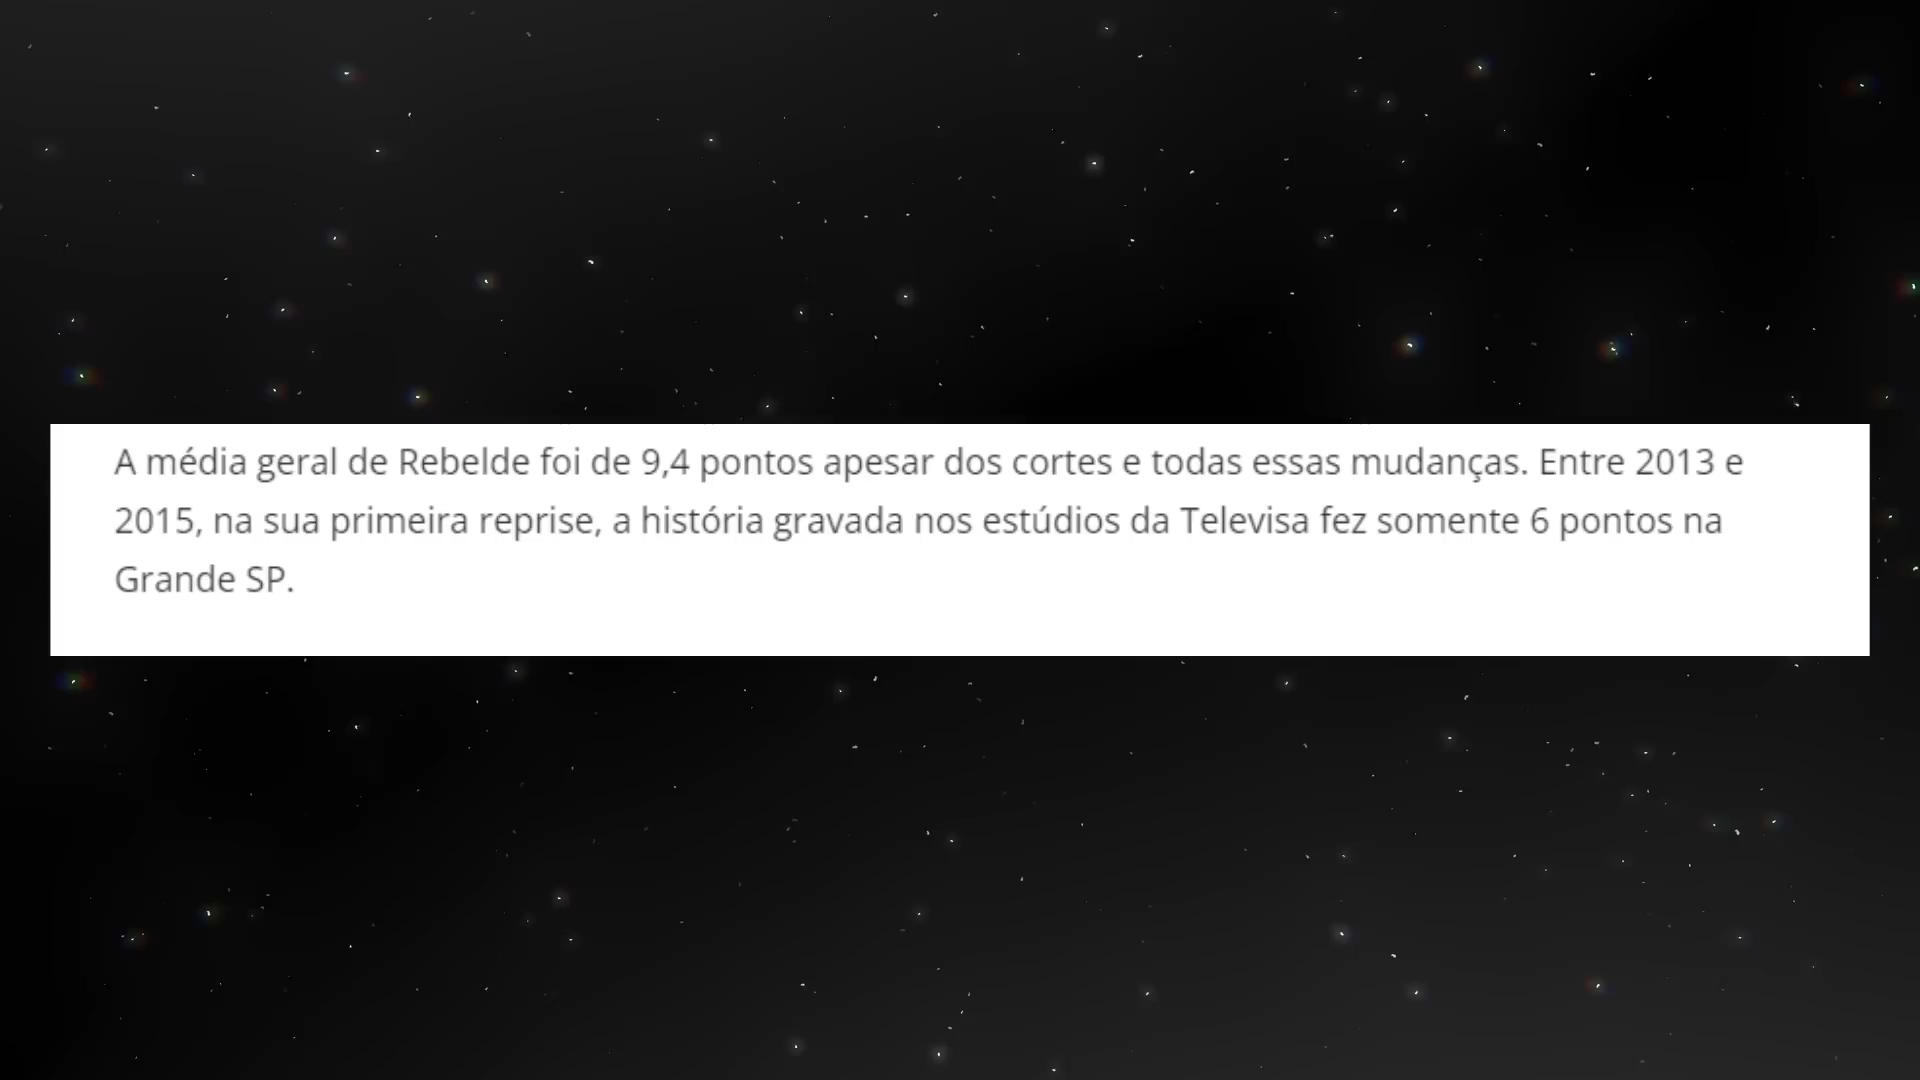 A média geral de Rebelde foi de 9,4 pontos apesar dos cortes e todas essas mudanças. Entre 2013 e
2015, na sua primeira reprise, a história gravada nos estúdios da Televisa fez somente 6 pontos na
Grande SP.